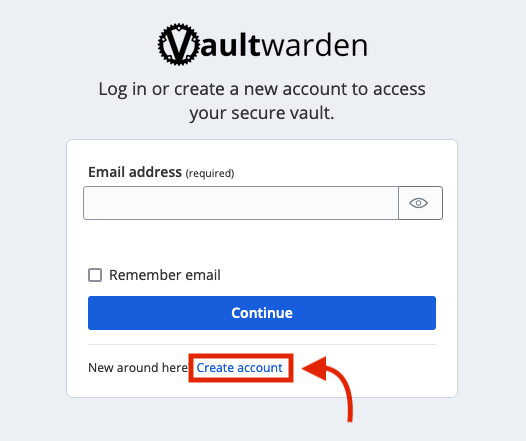 Vaultwarden
Log in or create a new account to access
your secure vault.
Email address (required)
Remember email
Continue
New around here Create account